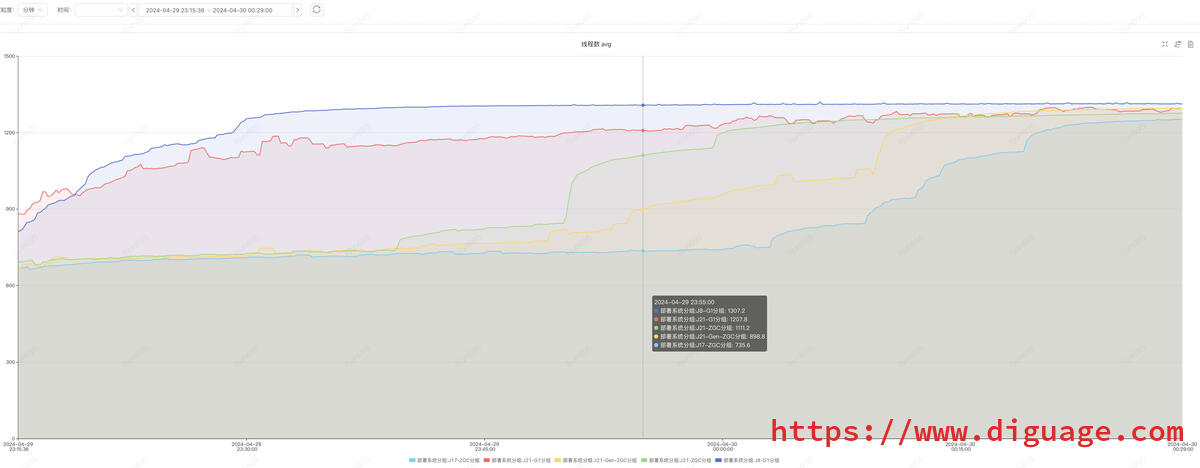 粒度: 分钟 时间: 2024-04-29 23:15:36 ~ 2024-04-30 00:29:00
线程数 avg
1500
1200
900
600
300
0
2024-04-29 23:55:00
部署系统分组:J8-G1分组: 1307.2
部署系统分组:J21-G1分组: 1207.8
部署系统分组:J21-ZGC分组: 1111.2
部署系统分组:J21-Gen-ZGC分组: 898.8
部署系统分组:J17-ZGC分组: 735.6
https://www.diguage.com
2024-04-29 2024-04-29 2024-04-29 2024-04-30 2024-04-30 2024-04-30
23:15:36 23:30:00 23:45:00 00:00:00 00:15:00 00:29:00
部署系统分组:J17-ZGC分组 部署系统分组:J21-G1分组 部署系统分组:J21-Gen-ZGC分组 部署系统分组:J21-ZGC分组 部署系统分组:J8-G1分组